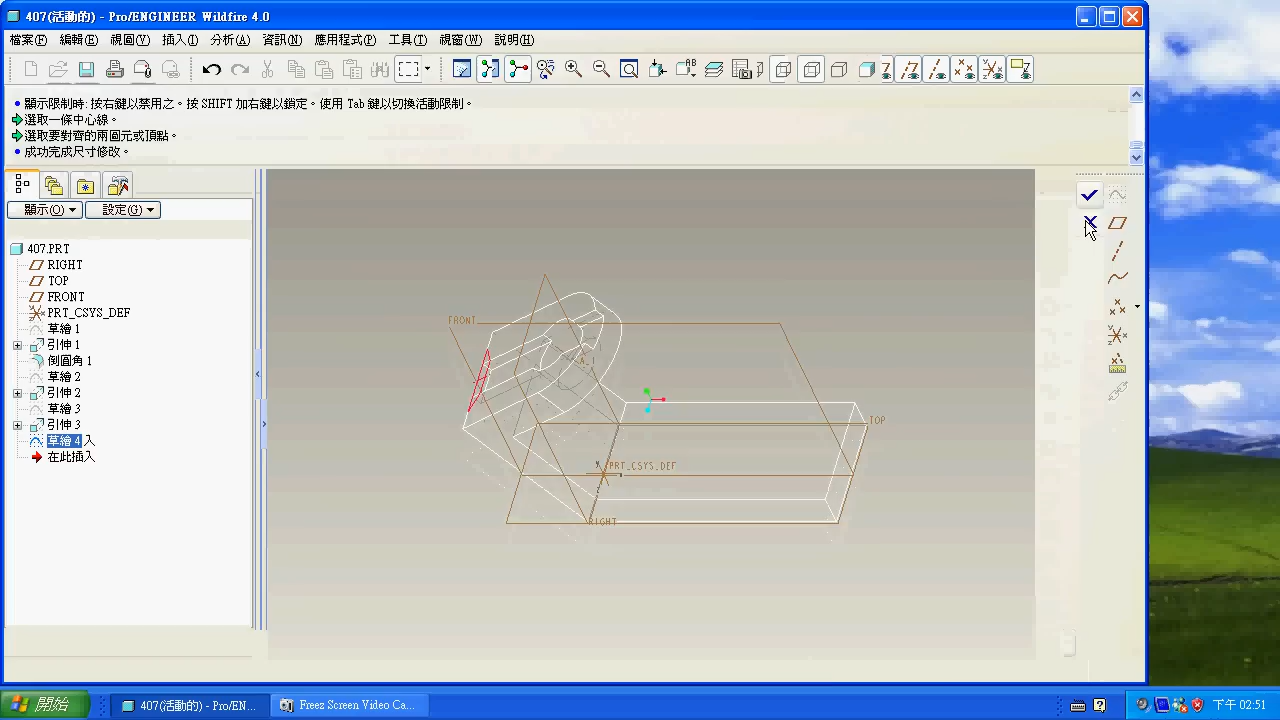 407(活動的) - Pro/ENGINEER Wildfire 4.0
檔案(F) 編輯(E) 視圖(V) 插入(I) 分析(A) 資訊(N) 應用程式(P) 工具(T) 視窗(W) 說明(H)
• 顯示限制時: 按右鍵以禁用之。按 SHIFT 加右鍵以鎖定。使用 Tab 鍵以切換活動限制。
選取一條中心線。
選取要對齊的兩圖元或頂點。
• 成功完成尺寸修改。
顯示(O) 設定(G)
407.PRT
RIGHT
TOP
FRONT
PRT_CSYS_DEF
草繪 1
引伸 1
倒圓角 1
草繪 2
引伸 2
草繪 3
引伸 3
草繪 4 入
在此插入
FRONT
A_1
TOP
PRT_CSYS_DEF
RIGHT
開始 407(活動的) - Pro/EN... Freez Screen Video Ca... 下午 02:51